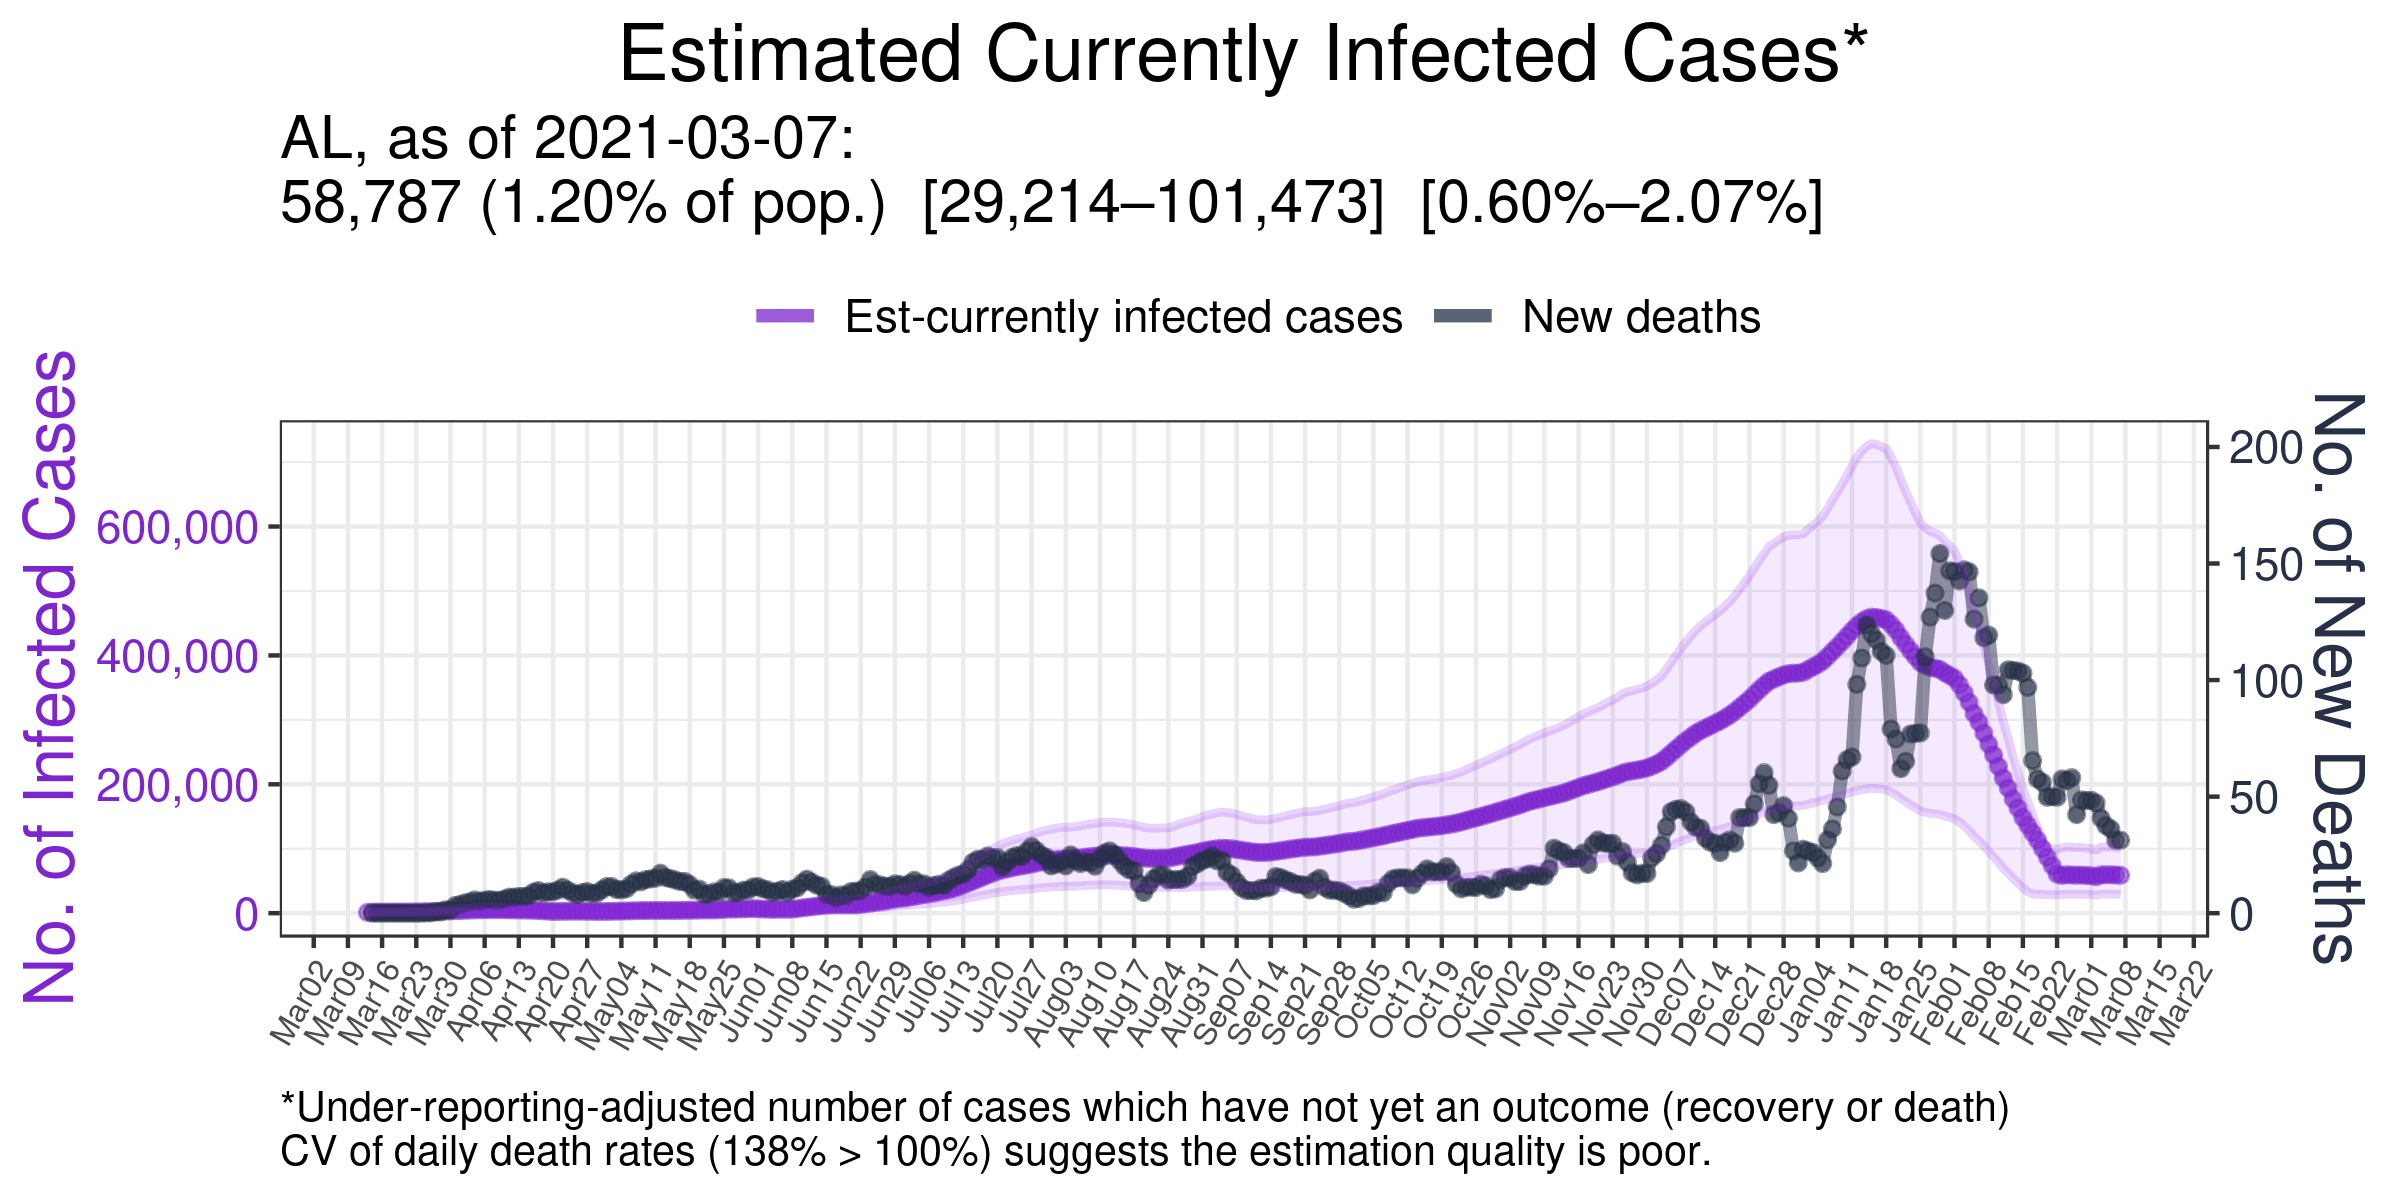 Estimated Currently Infected Cases*
AL, as of 2021-03-07:
58,787 (1.20% of pop.) [29,214–101,473] [0.60%–2.07%]
Est-currently infected cases New deaths
No. of Infected Cases
600,000
400,000
200,000
0
200
150
100
50
0
No. of New Deaths
Mar02 Mar09 Mar16 Mar23 Mar30 Apr06 Apr13 Apr20 Apr27 May04 May11 May18 May25 Jun01 Jun08 Jun15 Jun22 Jun29 Jul06 Jul13 Jul20 Jul27 Aug03 Aug10 Aug17 Aug24 Aug31 Sep07 Sep14 Sep21 Sep28 Oct05 Oct12 Oct19 Oct26 Nov02 Nov09 Nov16 Nov23 Nov30 Dec07 Dec14 Dec21 Dec28 Jan04 Jan11 Jan18 Jan25 Feb01 Feb08 Feb15 Feb22 Mar01 Mar08 Mar15 Mar22
*Under-reporting-adjusted number of cases which have not yet an outcome (recovery or death)
CV of daily death rates (138% > 100%) suggests the estimation quality is poor.